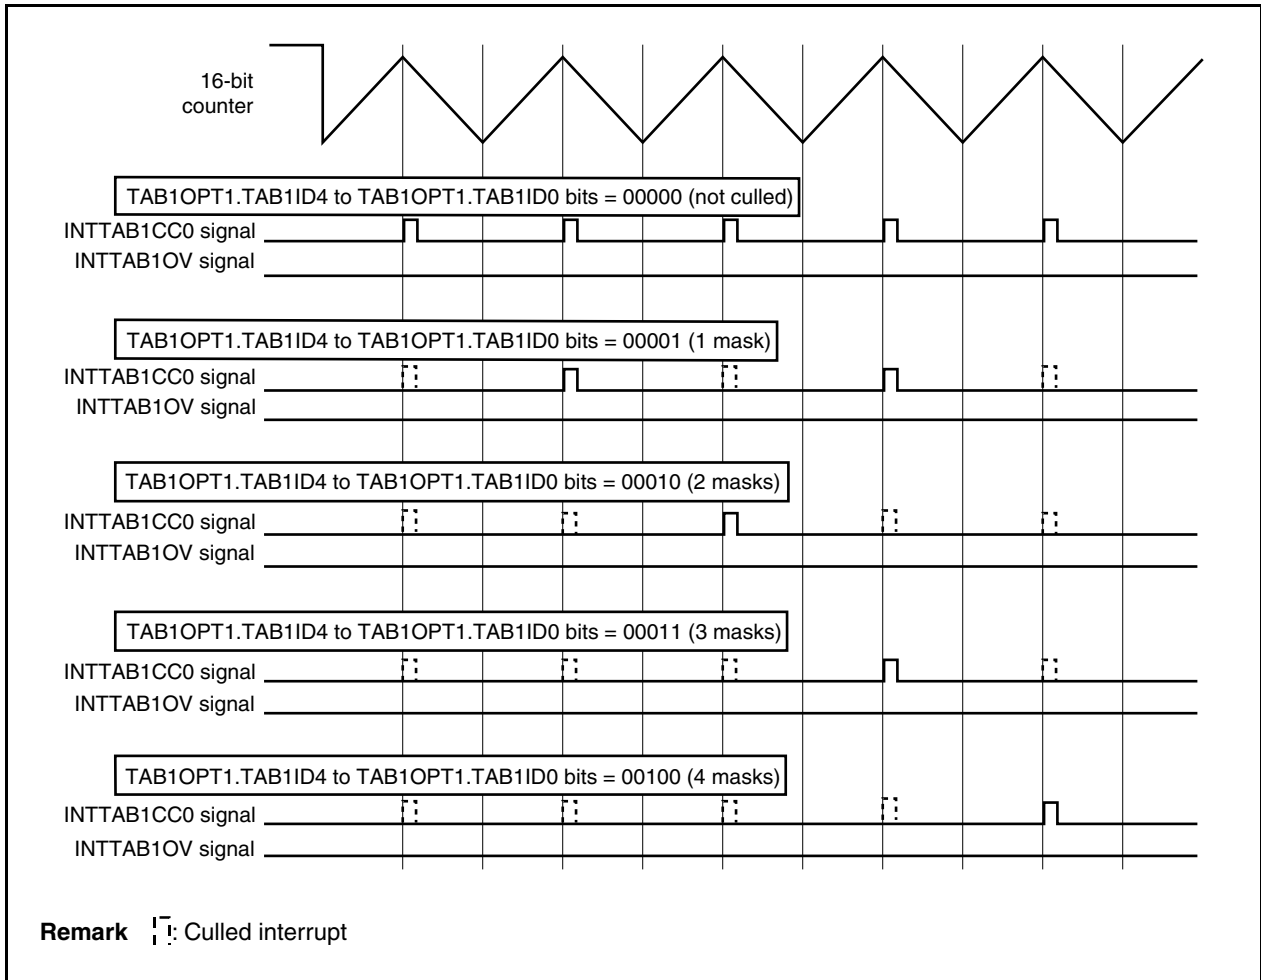 16-bit
counter
TAB1OPT1.TAB1ID4 to TAB1OPT1.TAB1ID0 bits = 00000 (not culled)
INTTAB1CC0 signal
INTTAB1OV signal
TAB1OPT1.TAB1ID4 to TAB1OPT1.TAB1ID0 bits = 00001 (1 mask)
INTTAB1CC0 signal
INTTAB1OV signal
TAB1OPT1.TAB1ID4 to TAB1OPT1.TAB1ID0 bits = 00010 (2 masks)
INTTAB1CC0 signal
INTTAB1OV signal
TAB1OPT1.TAB1ID4 to TAB1OPT1.TAB1ID0 bits = 00011 (3 masks)
INTTAB1CC0 signal
INTTAB1OV signal
TAB1OPT1.TAB1ID4 to TAB1OPT1.TAB1ID0 bits = 00100 (4 masks)
INTTAB1CC0 signal
INTTAB1OV signal
Remark : Culled interrupt